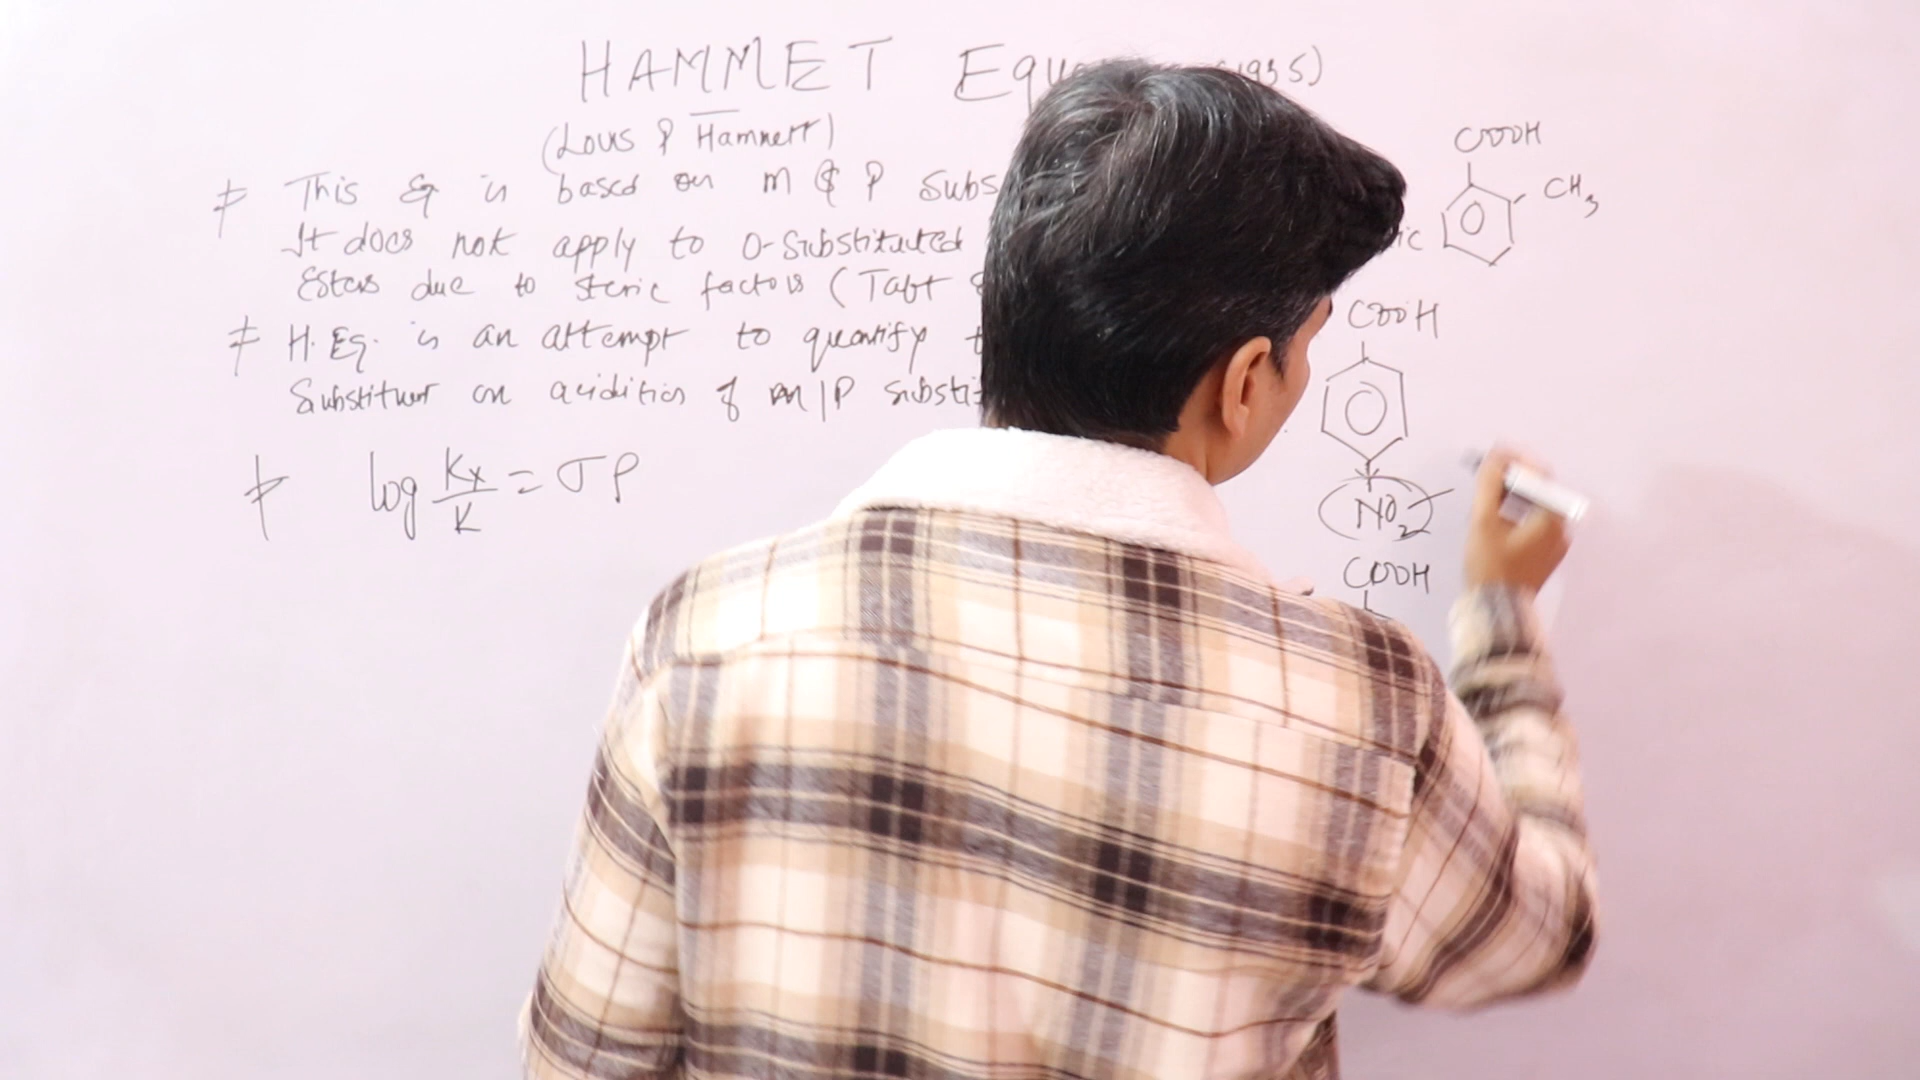 HAMMET Equ (1935)
(Lous P Hammett)
This Eq is based on m & P Subs
It does not apply to O-Substituted
Esters due to steric factors (Taft
H. Eq. is an attempt to quantify
Substituent on acidities of m/P substi
log Kx/K = σρ
COOH
CH3
ic
COOH
NO2
COOH